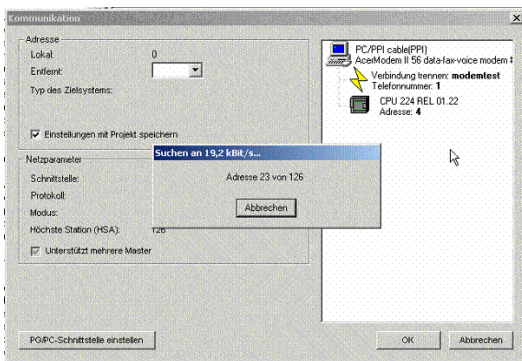 Kommunikation
Adresse
Lokal: 0
Entfernt:
Typ des Zielsystems:
Einstellungen mit Projekt speichern
Netzparameter
Schnittstelle:
Protokoll:
Modus:
Höchste Station (HSA): 126
Unterstützt mehrere Master
PG/PC-Schnittstelle einstellen
Suchen an 19,2 kBit/s...
Adresse 23 von 126
Abbrechen
PC/PPI cable(PPI)
AcerModem II 56 data-fax-voice modem
Verbindung trennen: modemtest
Telefonnummer: 1
CPU 224 REL 01.22
Adresse: 4
OK
Abbrechen